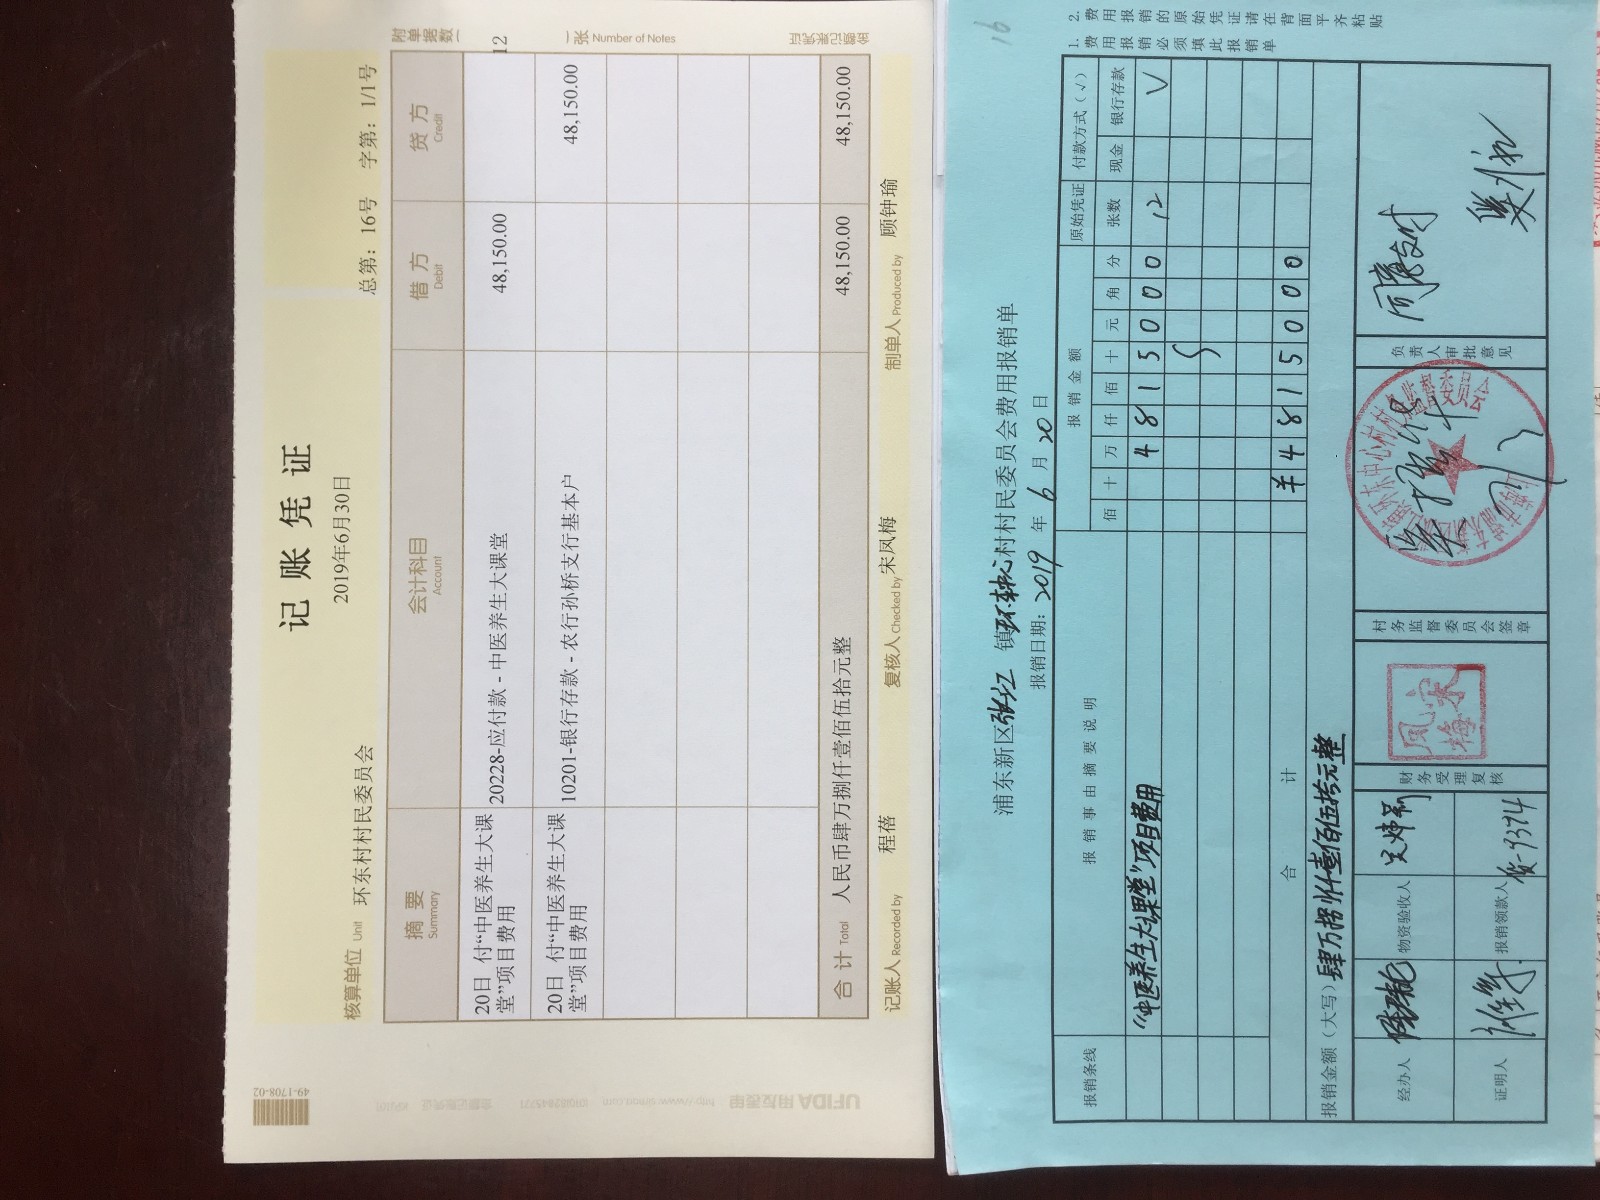 记 账 凭 证
2019年6月30日
总第：16号 字第：1/1号
核算单位 Unit 环东村村民委员会
附单据数( 12 )张 Number of Notes
摘 要 Summary 会计科目 Account 借 方 Debit 贷 方 Credit
20日 付“中医养生大课堂”项目费用 20228-应付款 - 中医养生大课堂 48,150.00
20日 付“中医养生大课堂”项目费用 10201-银行存款 - 农行孙桥支行基本户 48,150.00
合 计 Total 人民币肆万捌仟壹佰伍拾元整 48,150.00 48,150.00
记账人 Recorded by 程蓓 复核人 Checked by 宋凤梅 制单人 Produced by 顾钟瑜
49-1708-02
UFIDA 用友表单
16
浦东新区张江 镇环东中心村村民委员会费用报销单
报销日期：2019 年 6 月 20 日
1. 费用报销必须填此报销单
2. 费用报销的原始凭证请在背面平齐粘贴
报销条线 报 销 事 由 摘 要 说 明 报 销 金 额 原始凭证张数 付款方式（√）
佰 十 万 仟 佰 十 元 角 分 现金 银行存款
“中医养生大课堂”项目费用 4 8 1 5 0 0 0 12 √
合 计 ¥ 4 8 1 5 0 0 0
报销金额（大写）肆万捌仟壹佰伍拾元整
经办人
物资验收人
财务受理复核
宋凤梅
村务监督委员会签章
负责人审批意见
同意支付
证明人
报销领款人